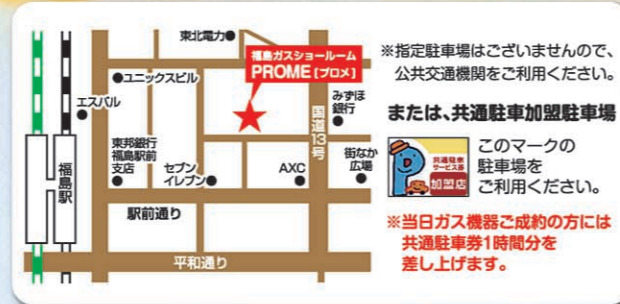 東北電力
福島ガスショールーム
PROME [プロメ]
ユニックスビル
エスパル
みずほ
銀行
国道13号
東邦銀行
福島駅前
支店
セブン
イレブン
AXC
街なか
広場
福島駅
駅前通り
平和通り
※指定駐車場はございませんので、
公共交通機関をご利用ください。
または、共通駐車加盟駐車場
共通駐車
サービス券
加盟店
このマークの
駐車場を
ご利用ください。
※当日ガス機器ご成約の方には
共通駐車券1時間分を
差し上げます。